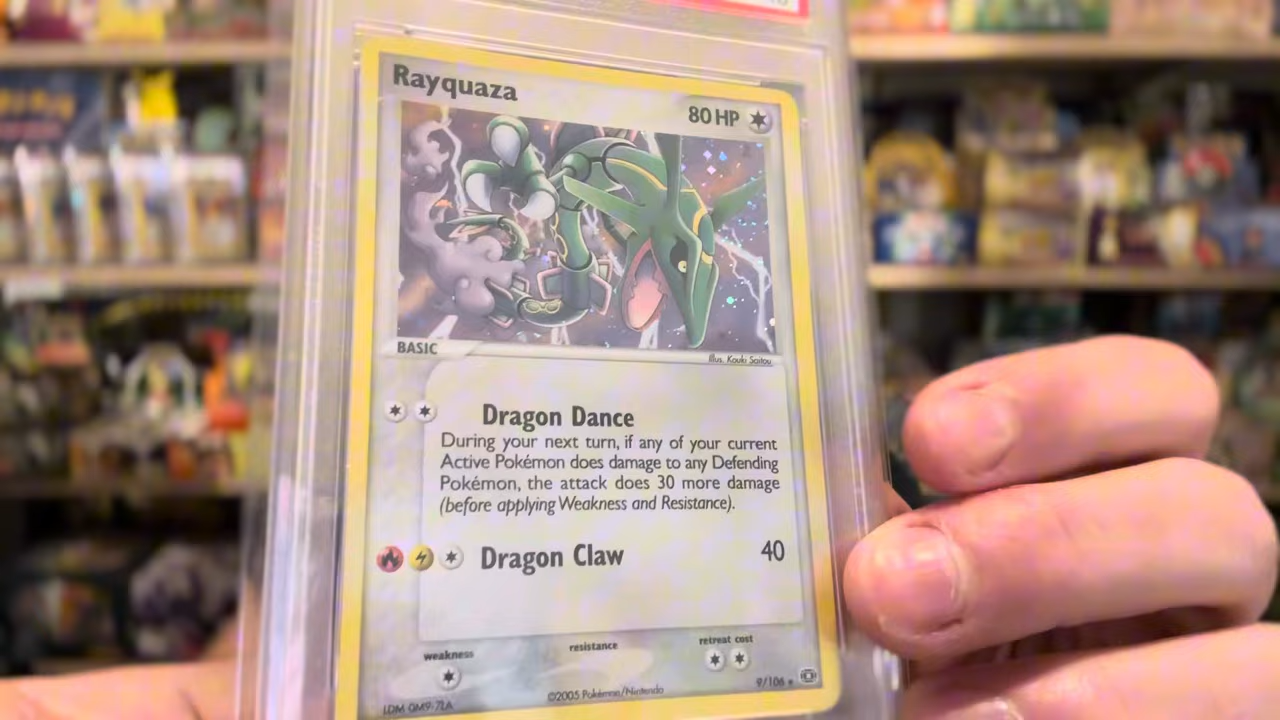 Rayquaza
80 HP
BASIC
Illus. Kouki Saitou
Dragon Dance
During your next turn, if any of your current
Active Pokémon does damage to any Defending
Pokémon, the attack does 30 more damage
(before applying Weakness and Resistance).
Dragon Claw 40
weakness resistance retreat cost
©2005 Pokémon/Nintendo
9/106